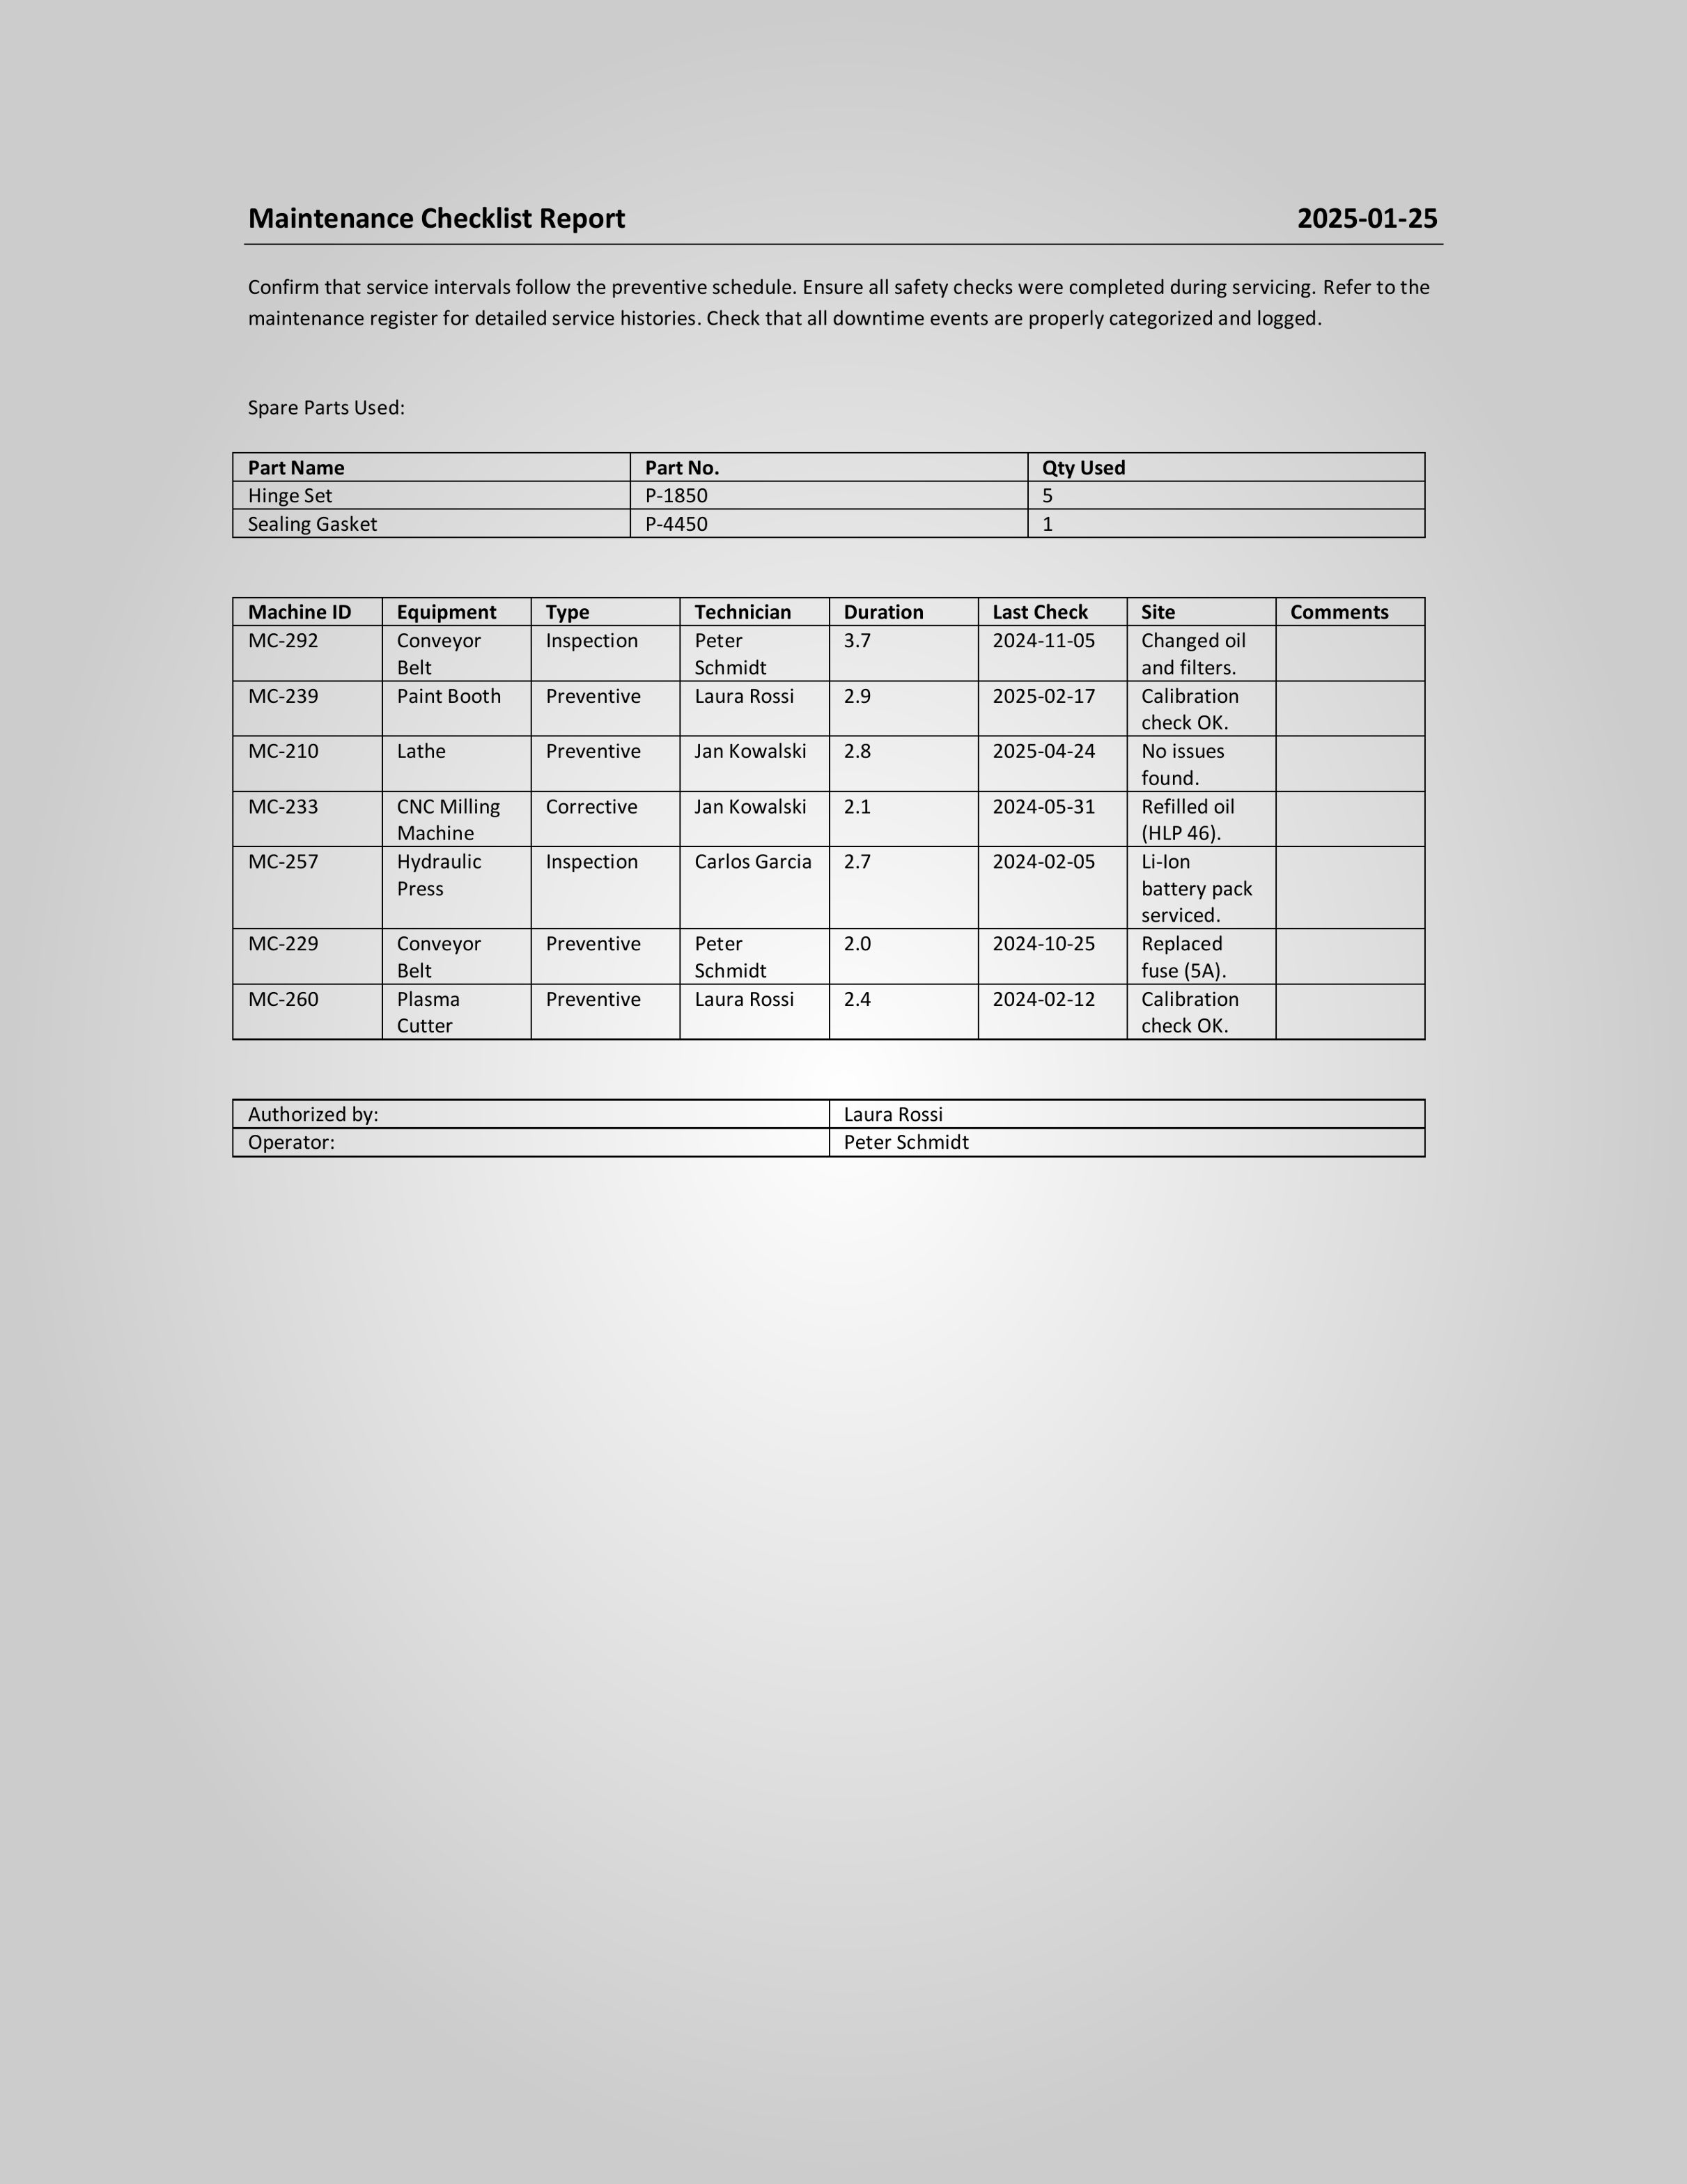 Maintenance Checklist Report 2025-01-25
Confirm that service intervals follow the preventive schedule. Ensure all safety checks were completed during servicing. Refer to the
maintenance register for detailed service histories. Check that all downtime events are properly categorized and logged.
Spare Parts Used:
Part Name Part No. Qty Used
Hinge Set P-1850 5
Sealing Gasket P-4450 1
Machine ID Equipment Type Technician Duration Last Check Site Comments
MC-292 Conveyor Inspection Peter 3.7 2024-11-05 Changed oil
Belt Schmidt and filters.
MC-239 Paint Booth Preventive Laura Rossi 2.9 2025-02-17 Calibration
check OK.
MC-210 Lathe Preventive Jan Kowalski 2.8 2025-04-24 No issues
found.
MC-233 CNC Milling Corrective Jan Kowalski 2.1 2024-05-31 Refilled oil
Machine (HLP 46).
MC-257 Hydraulic Inspection Carlos Garcia 2.7 2024-02-05 Li-Ion
Press battery pack
serviced.
MC-229 Conveyor Preventive Peter 2.0 2024-10-25 Replaced
Belt Schmidt fuse (5A).
MC-260 Plasma Preventive Laura Rossi 2.4 2024-02-12 Calibration
Cutter check OK.
Authorized by: Laura Rossi
Operator: Peter Schmidt